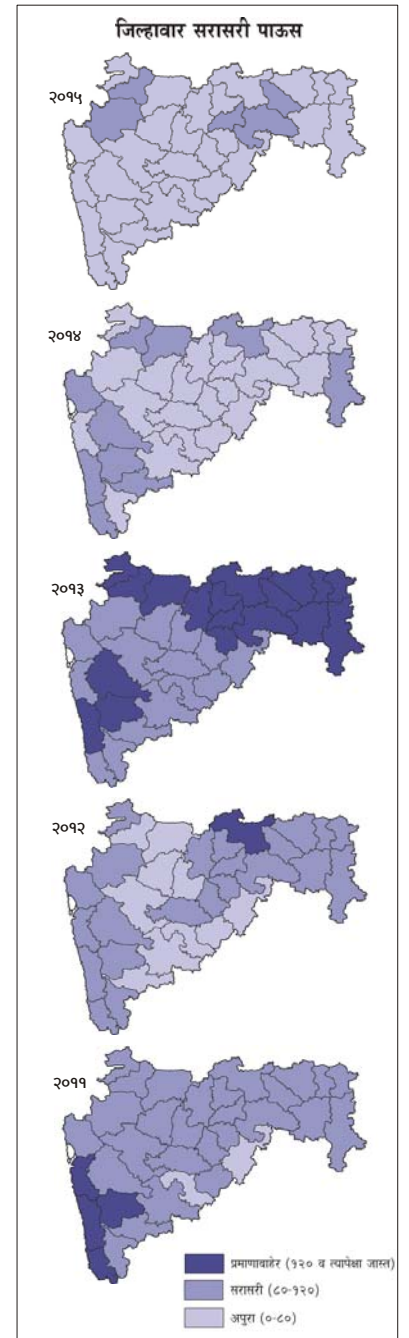 जिल्हावार सरासरी पाऊस
२०१५
२०१४
२०१३
२०१२
२०११
प्रमाणाबाहेर (१२० व त्यापेक्षा जास्त)
सरासरी (८०-१२०)
अपुरा (०-८०)